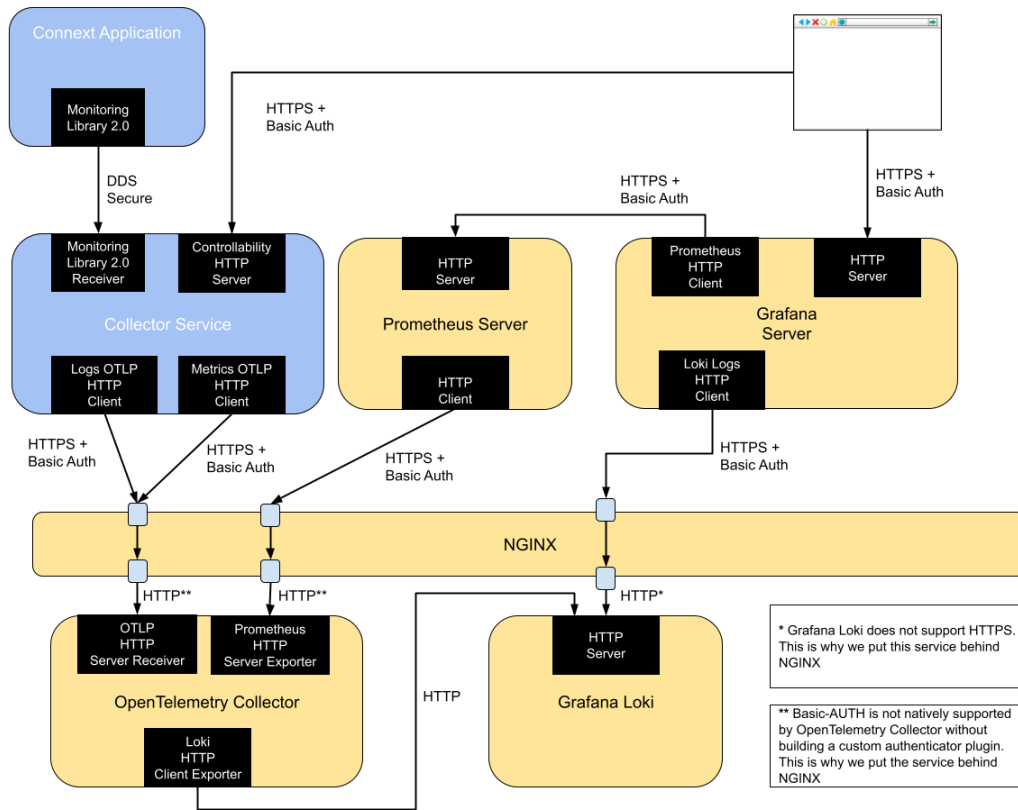 Connext Application
Monitoring
Library 2.0
HTTPS +
Basic Auth
DDS
Secure
HTTPS +
Basic Auth
HTTPS +
Basic Auth
Monitoring
Library 2.0
Receiver
Controllability
HTTP
Server
Collector Service
Logs OTLP
HTTP
Client
Metrics OTLP
HTTP
Client
HTTP
Server
Prometheus Server
HTTP
Client
Prometheus
HTTP
Client
HTTP
Server
Grafana
Server
Loki Logs
HTTP
Client
HTTPS +
Basic Auth
HTTPS +
Basic Auth
HTTPS +
Basic Auth
HTTPS +
Basic Auth
NGINX
HTTP**
HTTP**
HTTP*
OTLP
HTTP
Server Receiver
Prometheus
HTTP
Server Exporter
OpenTelemetry Collector
Loki
HTTP
Client Exporter
HTTP
HTTP
Server
Grafana Loki
* Grafana Loki does not support HTTPS.
This is why we put this service behind
NGINX
** Basic-AUTH is not natively supported
by OpenTelemetry Collector without
building a custom authenticator plugin.
This is why we put the service behind
NGINX